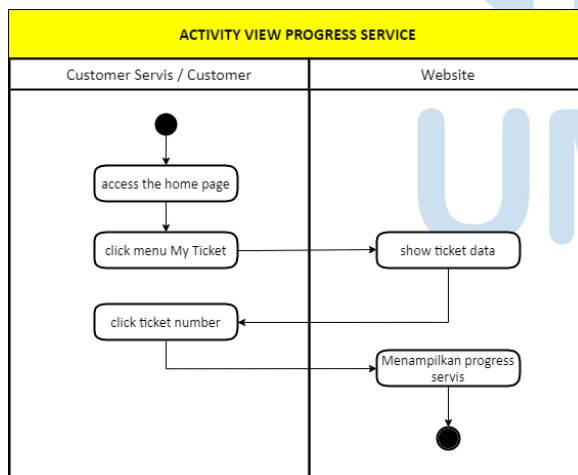 ACTIVITY VIEW PROGRESS SERVICE
Customer Servis / Customer
Website
access the home page
click menu My Ticket
show ticket data
click ticket number
Menampilkan progress
servis
UM